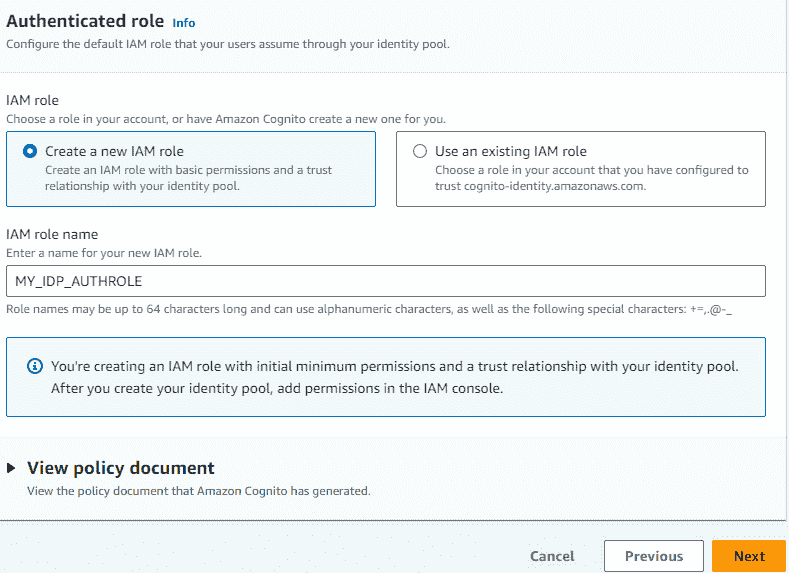 Authenticated role Info
Configure the default IAM role that your users assume through your identity pool.
IAM role
Choose a role in your account, or have Amazon Cognito create a new one for you.
Create a new IAM role
Create an IAM role with basic permissions and a trust
relationship with your identity pool.
Use an existing IAM role
Choose a role in your account that you have configured to
trust cognito-identity.amazonaws.com.
IAM role name
Enter a name for your new IAM role.
MY_IDP_AUTHROLE
Role names may be up to 64 characters long and can use alphanumeric characters, as well as the following special characters: +=,.@-_
You're creating an IAM role with initial minimum permissions and a trust relationship with your identity pool.
After you create your identity pool, add permissions in the IAM console.
View policy document
View the policy document that Amazon Cognito has generated.
Cancel Previous Next